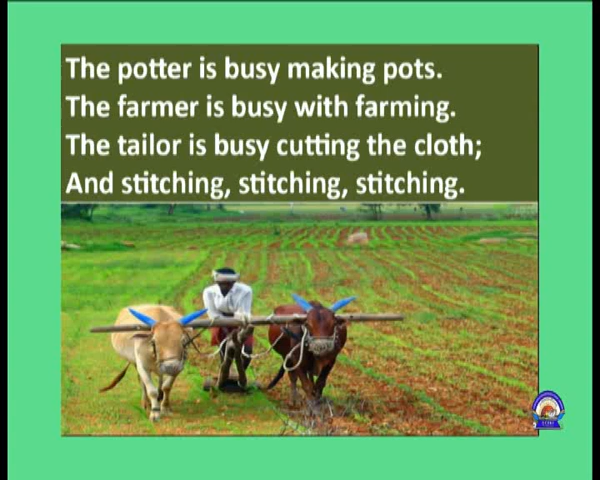 The potter is busy making pots.
The farmer is busy with farming.
The tailor is busy cutting the cloth;
And stitching, stitching, stitching.